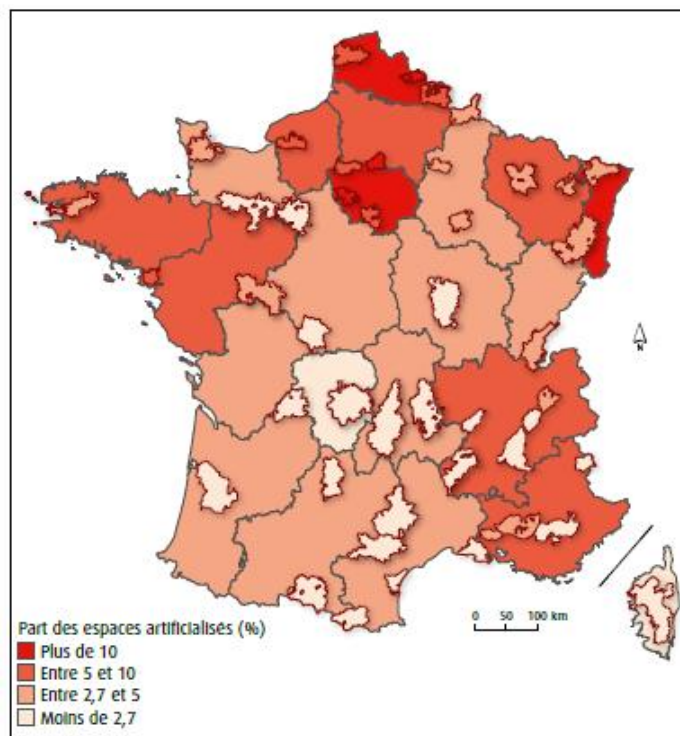 N
0 50 100 km
Part des espaces artificialisés (%)
Plus de 10
Entre 5 et 10
Entre 2,7 et 5
Moins de 2,7